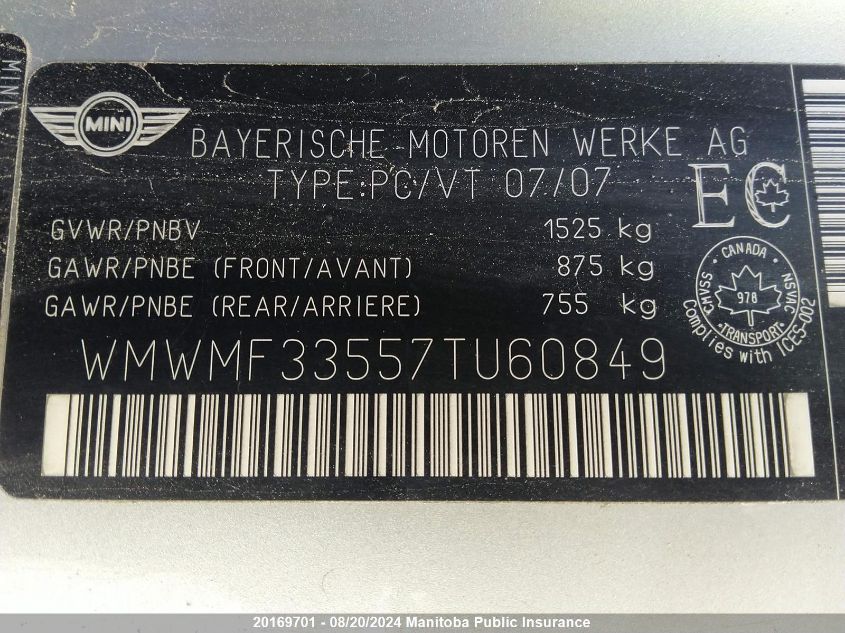 MINI
MINI
BAYERISCHE MOTOREN WERKE AG
TYPE:PC/VT 07/07
EC
GVWR/PNBV 1525 kg
GAWR/PNBE (FRONT/AVANT) 875 kg
GAWR/PNBE (REAR/ARRIERE) 755 kg
CANADA
CMVSS
NSVAC
978
TRANSPORT
Complies with ICES-002
WMWMF33557TU60849
20169701 - 08/20/2024 Manitoba Public Insurance